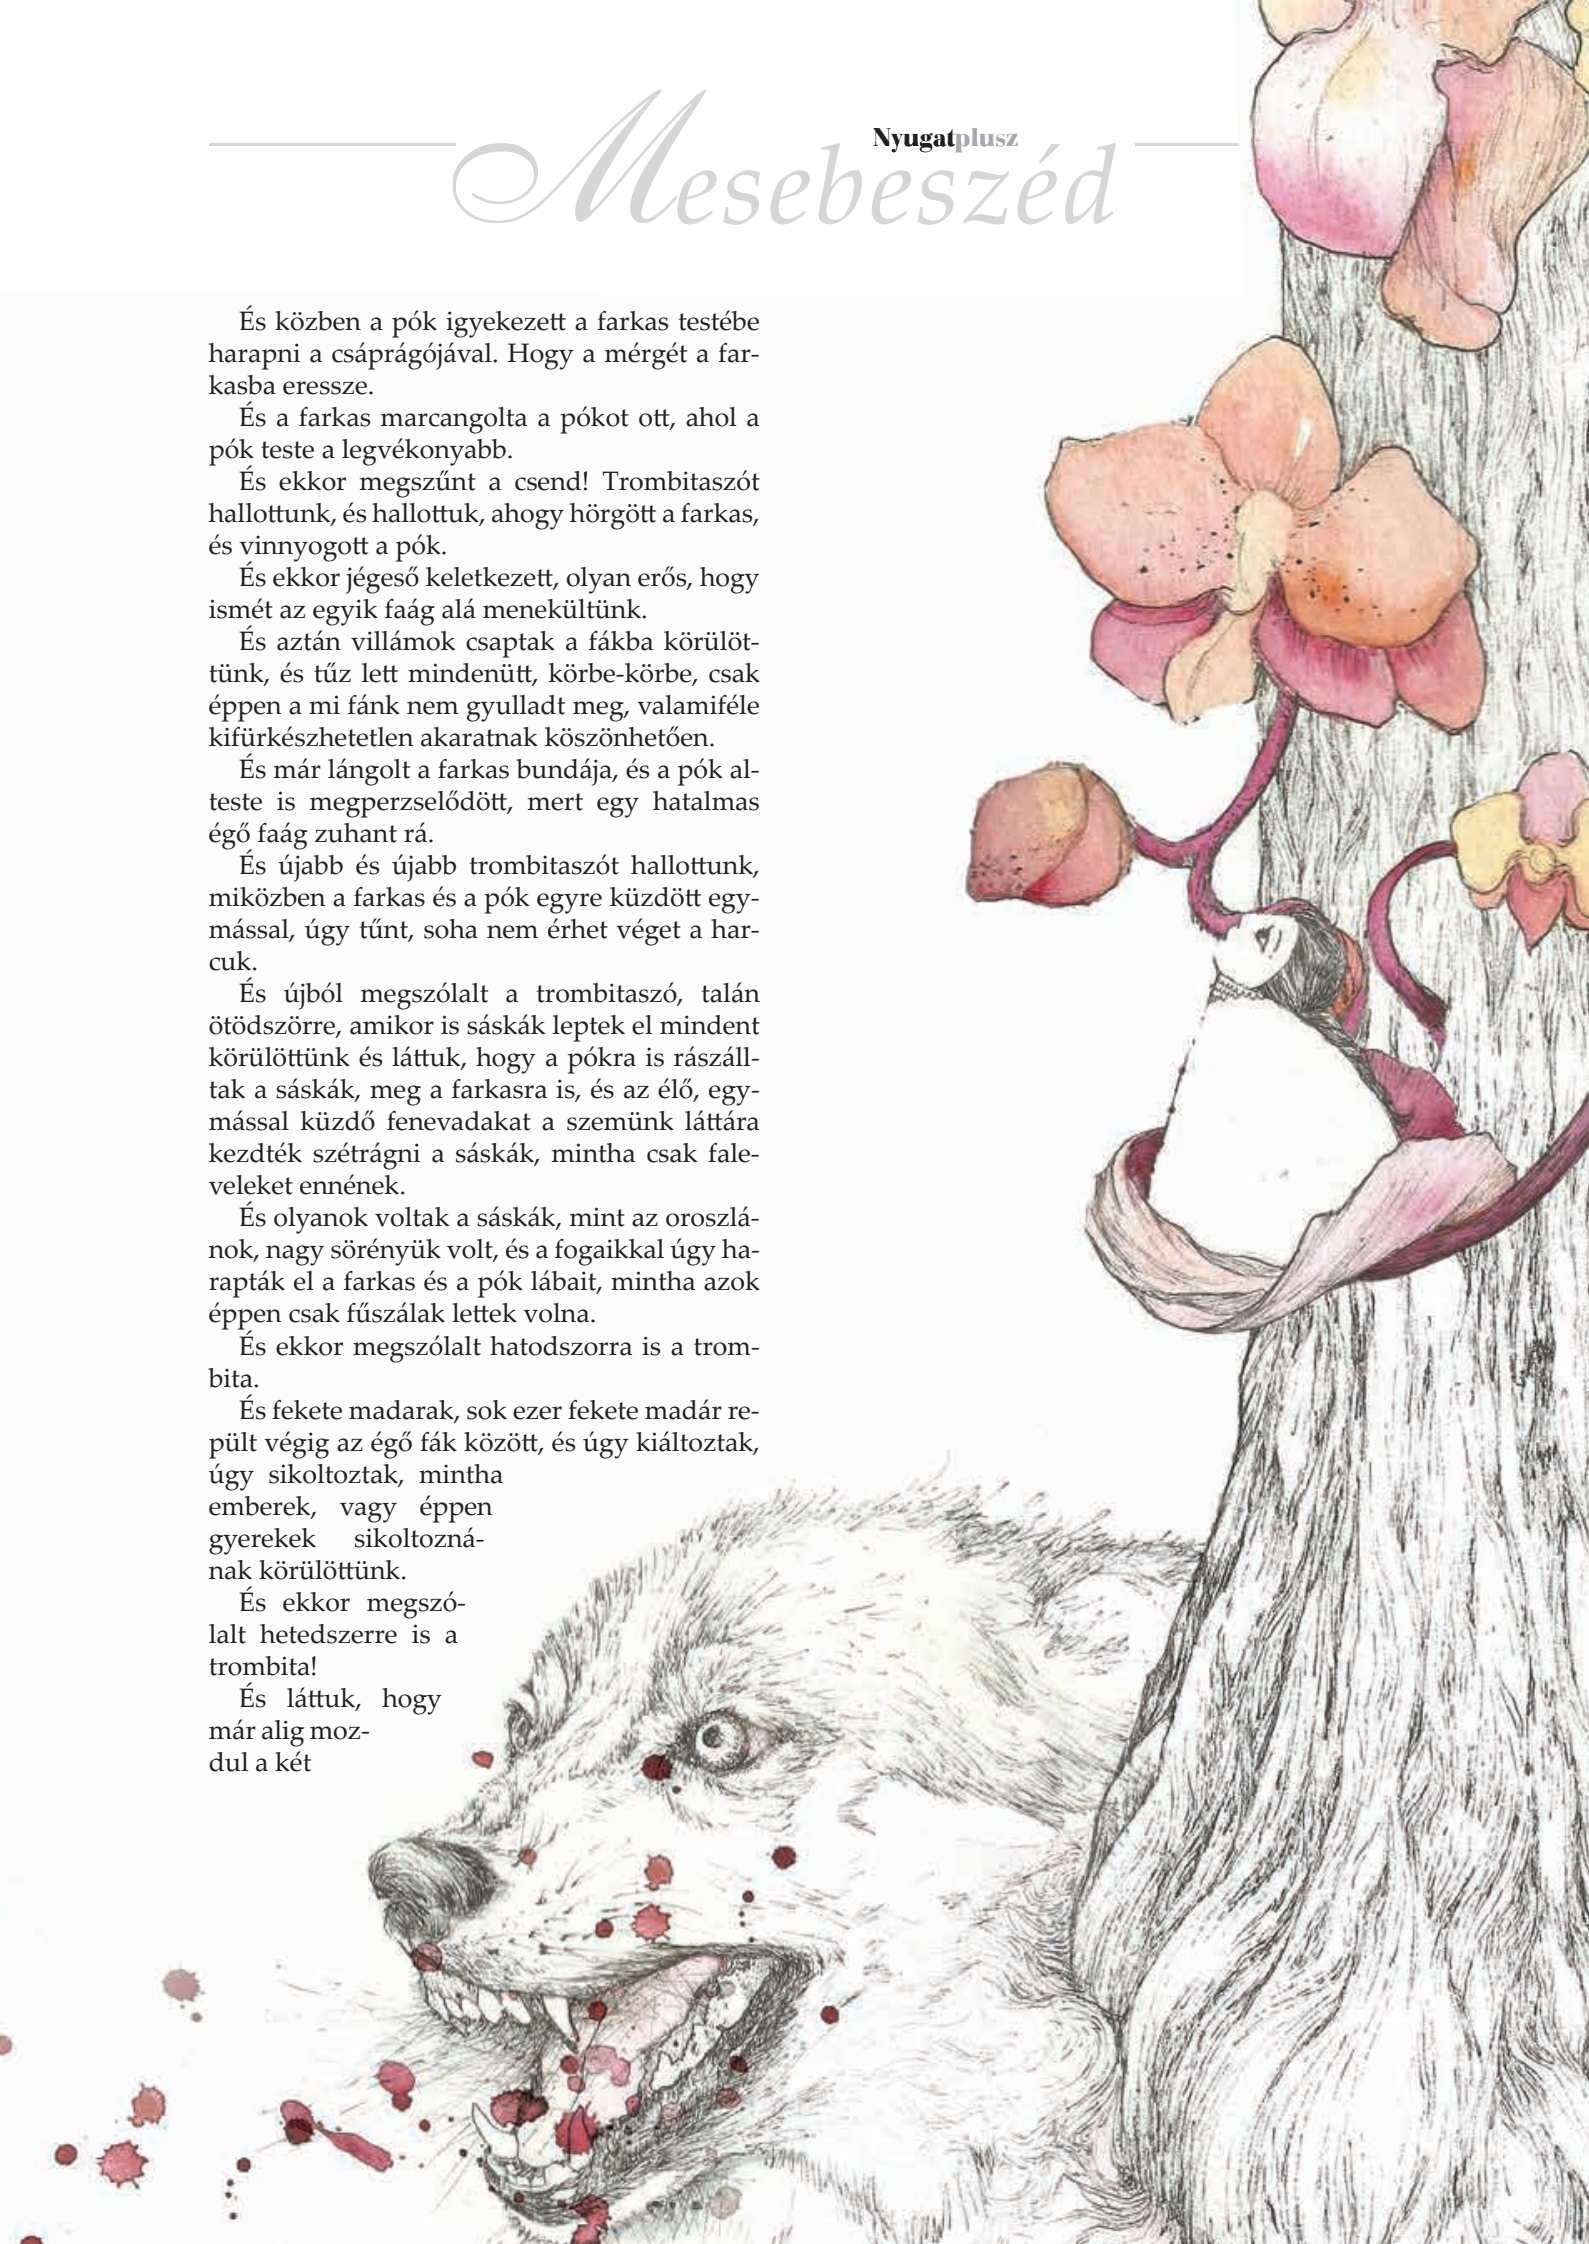 Nyugatplusz
Mesebeszéd
És közben a pók igyekezett a farkas testébe
harapni a csáprágójával. Hogy a mérgét a far-
kasba eressze.
És a farkas marcangolta a pókot ott, ahol a
pók teste a legvékonyabb.
És ekkor megszűnt a csend! Trombitaszót
hallottunk, és hallottuk, ahogy hörgött a farkas,
és vinnyogott a pók.
És ekkor jégeső keletkezett, olyan erős, hogy
ismét az egyik faág alá menekültünk.
És aztán villámok csaptak a fákba körülöt-
tünk, és tűz lett mindenütt, körbe-körbe, csak
éppen a mi fánk nem gyulladt meg, valamiféle
kifürkészhetetlen akaratnak köszönhetően.
És már lángolt a farkas bundája, és a pók al-
teste is megperzselődött, mert egy hatalmas
égő faág zuhant rá.
És újabb és újabb trombitaszót hallottunk,
miközben a farkas és a pók egyre küzdött egy-
mással, úgy tűnt, soha nem érhet véget a har-
cuk.
És újból megszólalt a trombitaszó, talán
ötödszörre, amikor is sáskák leptek el mindent
körülöttünk és láttuk, hogy a pókra is rászáll-
tak a sáskák, meg a farkasra is, és az élő, egy-
mással küzdő fenevadakat a szemünk láttára
kezdték szétrágni a sáskák, mintha csak fale-
veleket ennének.
És olyanok voltak a sáskák, mint az oroszlá-
nok, nagy sörényük volt, és a fogaikkal úgy ha-
rapták el a farkas és a pók lábait, mintha azok
éppen csak fűszálak lettek volna.
És ekkor megszólalt hatodszorra is a trom-
bita.
És fekete madarak, sok ezer fekete madár re-
pült végig az égő fák között, és úgy kiáltoztak,
úgy sikoltoztak, mintha
emberek, vagy éppen
gyerekek sikoltozná-
nak körülöttünk.
És ekkor megszó-
lalt hetedszerre is a
trombita!
És láttuk, hogy
már alig moz-
dul a két